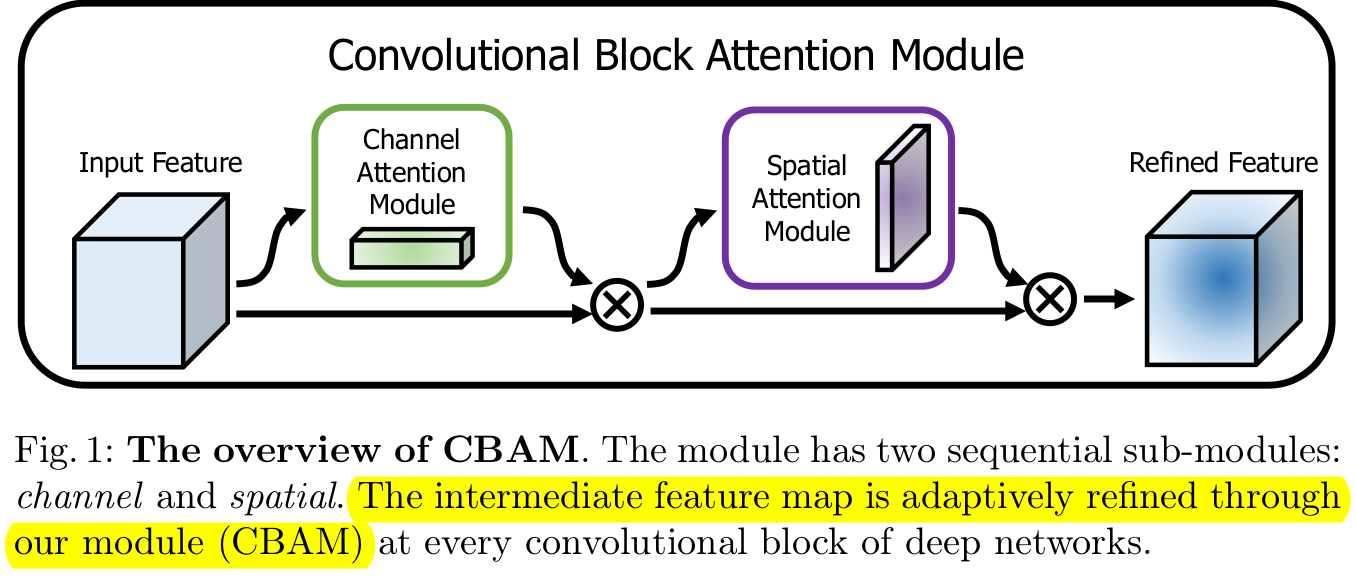 Convolutional Block Attention Module
Input Feature
Channel
Attention
Module
Spatial
Attention
Module
Refined Feature
Fig. 1: The overview of CBAM. The module has two sequential sub-modules:
channel and spatial. The intermediate feature map is adaptively refined through
our module (CBAM) at every convolutional block of deep networks.